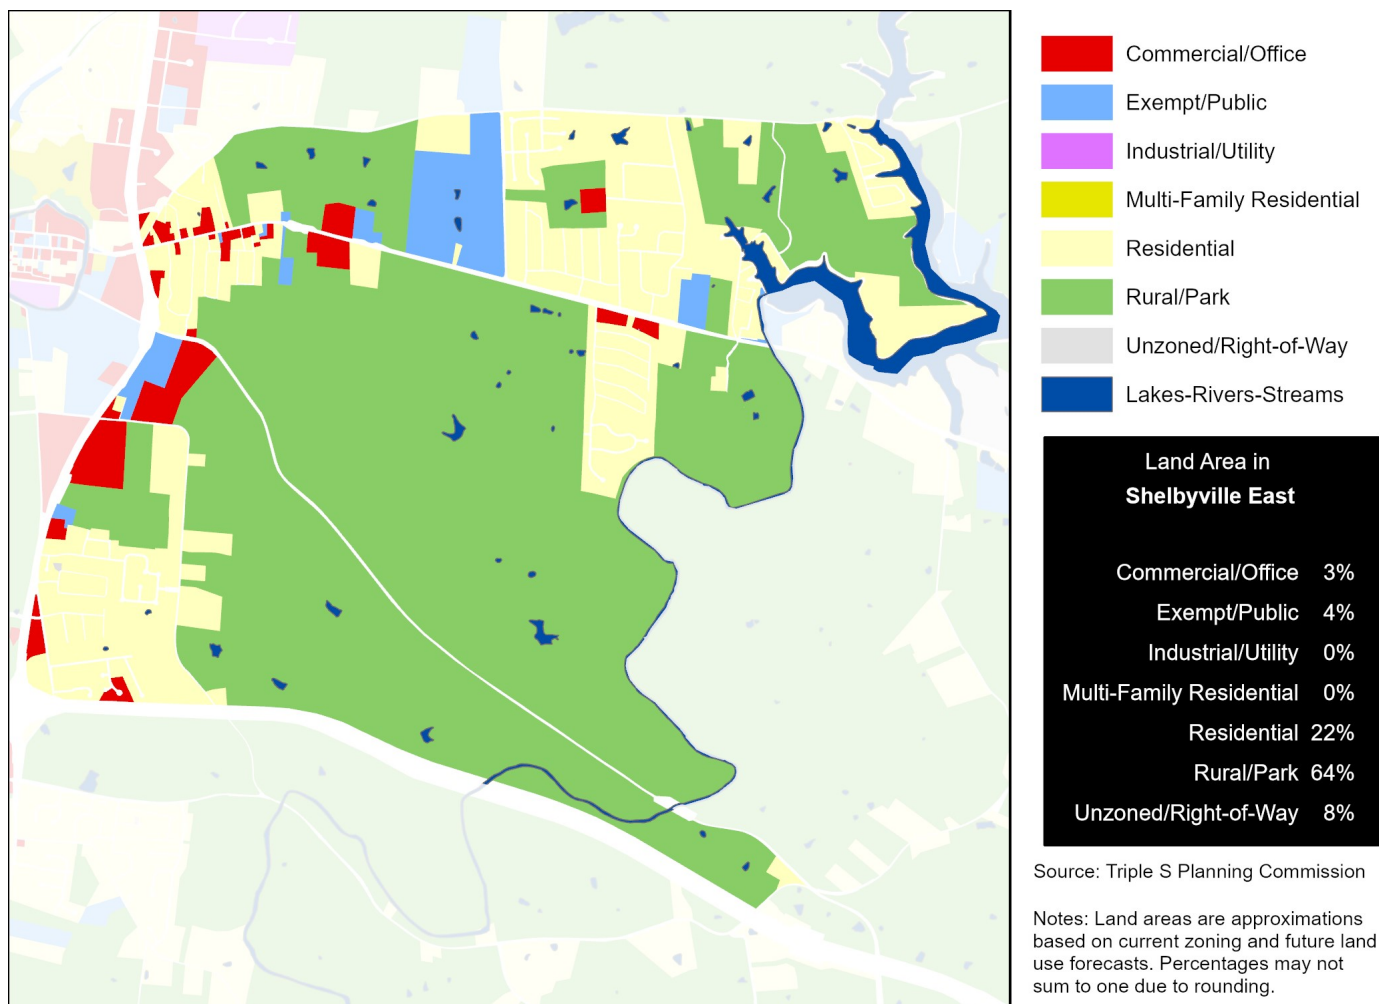 Commercial/Office
Exempt/Public
Industrial/Utility
Multi-Family Residential
Residential
Rural/Park
Unzoned/Right-of-Way
Lakes-Rivers-Streams
Land Area in
Shelbyville East
Commercial/Office 3%
Exempt/Public 4%
Industrial/Utility 0%
Multi-Family Residential 0%
Residential 22%
Rural/Park 64%
Unzoned/Right-of-Way 8%
Source: Triple S Planning Commission
Notes: Land areas are approximations
based on current zoning and future land
use forecasts. Percentages may not
sum to one due to rounding.